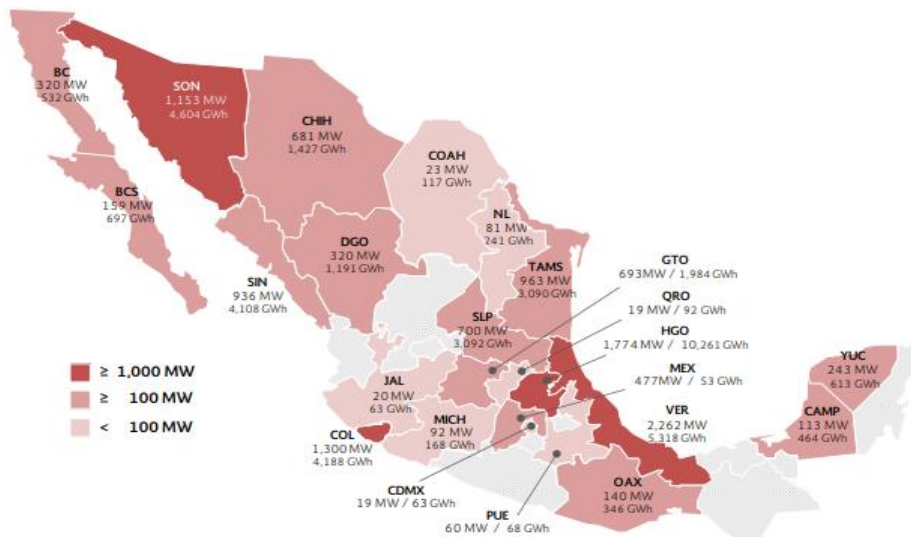 BC
320 MW
532 GWh
SON
1,153 MW
4,604 GWh
CHIH
681 MW
1,427 GWh
COAH
23 MW
117 GWh
BCS
159 MW
697 GWh
NL
81 MW
241 GWh
DGO
320 MW
1,191 GWh
TAMS
963 MW
3,090 GWh
GTO
693MW / 1,984 GWh
SIN
936 MW
4,108 GWh
QRO
19 MW / 92 GWh
SLP
700 MW
3,092 GWh
HGO
1,774 MW / 10,261 GWh
MEX
477MW / 53 GWh
YUC
243 MW
613 GWh
≥ 1,000 MW
≥ 100 MW
< 100 MW
JAL
20 MW
63 GWh
MICH
92 MW
168 GWh
VER
2,262 MW
5,318 GWh
CAMP
113 MW
464 GWh
COL
1,300 MW
4,188 GWh
CDMX
19 MW / 63 GWh
PUE
60 MW / 68 GWh
OAX
140 MW
346 GWh